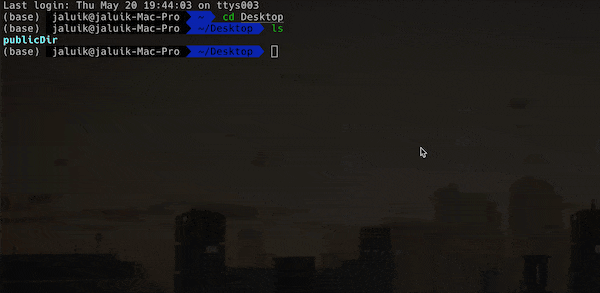 Last login: Thu May 20 19:44:03 on ttys003
(base) jaluik@jaluik-Mac-Pro ~ cd Desktop
(base) jaluik@jaluik-Mac-Pro ~/Desktop ls
publicDir
(base) jaluik@jaluik-Mac-Pro ~/Desktop